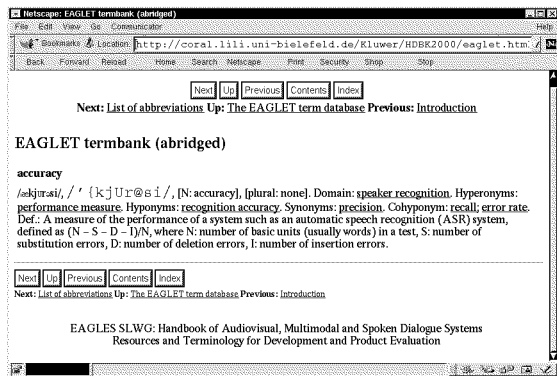 Netscape: EAGLET termbank (abridged)
File Edit View Go Communicator Help
Bookmarks Location: http://coral.lili.uni-bielefeld.de/Kluwer/HDBK2000/eaglet.htm
Back Forward Reload Home Search Netscape Print Security Shop Stop
Next Up Previous Contents Index
Next: List of abbreviations Up: The EAGLET term database Previous: Introduction
EAGLET termbank (abridged)
accuracy
/ækjʊrəsi/, /'{kjUr@si/, [N: accuracy], [plural: none]. Domain: speaker recognition. Hyperonyms:
performance measure. Hyponyms: recognition accuracy. Synonyms: precision. Cohyponym: recall; error rate.
Def.: A measure of the performance of a system such as an automatic speech recognition (ASR) system,
defined as (N – S – D – I)/N, where N: number of basic units (usually words) in a test, S: number of
substitution errors, D: number of deletion errors, I: number of insertion errors.
Next Up Previous Contents Index
Next: List of abbreviations Up: The EAGLET term database Previous: Introduction
EAGLES SLWG: Handbook of Audiovisual, Multimodal and Spoken Dialogue Systems
Resources and Terminology for Development and Product Evaluation